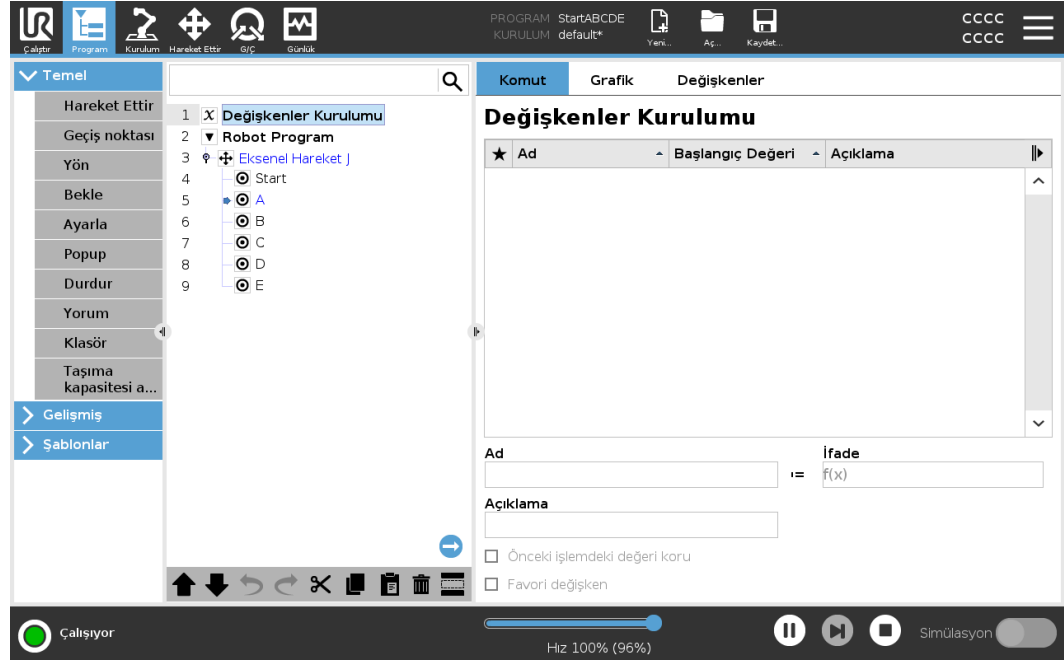 PROGRAM StartABCDE
KURULUM default*
CCCC
CCCC
Çalıştır
Program
Kurulum
Hareket Ettir
G/Ç
Günlük
Yeni...
Aç...
Kaydet...
Temel
Hareket Ettir
Geçiş noktası
Yön
Bekle
Ayarla
Popup
Durdur
Yorum
Klasör
Taşıma
kapasitesi a...
Gelişmiş
Şablonlar
1 X Değişkenler Kurulumu
2 Robot Program
3 Eksenel Hareket J
4 Start
5 A
6 B
7 C
8 D
9 E
Komut
Grafik
Değişkenler
Değişkenler Kurulumu
Ad
Başlangıç Değeri
Açıklama
Ad
İfade
:= f(x)
Açıklama
Önceki işlemdeki değeri koru
Favori değişken
Çalışıyor
Hız 100% (96%)
Simülasyon